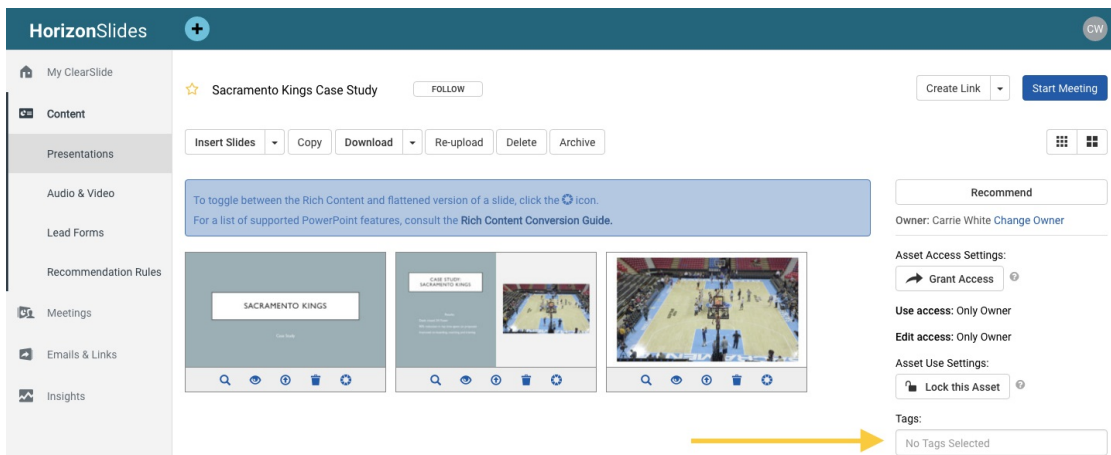 HorizonSlides
CW
My ClearSlide
Content
Presentations
Audio & Video
Lead Forms
Recommendation Rules
Meetings
Emails & Links
Insights
Sacramento Kings Case Study
FOLLOW
Create Link
Start Meeting
Insert Slides
Copy
Download
Re-upload
Delete
Archive
To toggle between the Rich Content and flattened version of a slide, click the icon.
For a list of supported PowerPoint features, consult the Rich Content Conversion Guide.
SACRAMENTO KINGS
Case Study
CASE STUDY:
SACRAMENTO KINGS
Recommend
Owner: Carrie White Change Owner
Asset Access Settings:
Grant Access
Use access: Only Owner
Edit access: Only Owner
Asset Use Settings:
Lock this Asset
Tags:
No Tags Selected